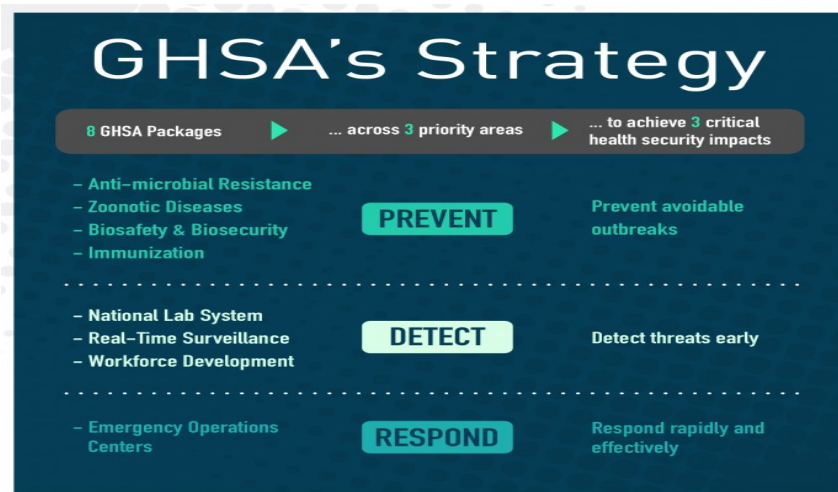 GHSA's Strategy
8 GHSA Packages
... across 3 priority areas
... to achieve 3 critical
health security impacts
– Anti–microbial Resistance
– Zoonotic Diseases
– Biosafety & Biosecurity
– Immunization
PREVENT
Prevent avoidable
outbreaks
– National Lab System
– Real–Time Surveillance
– Workforce Development
DETECT
Detect threats early
– Emergency Operations
Centers
RESPOND
Respond rapidly and
effectively